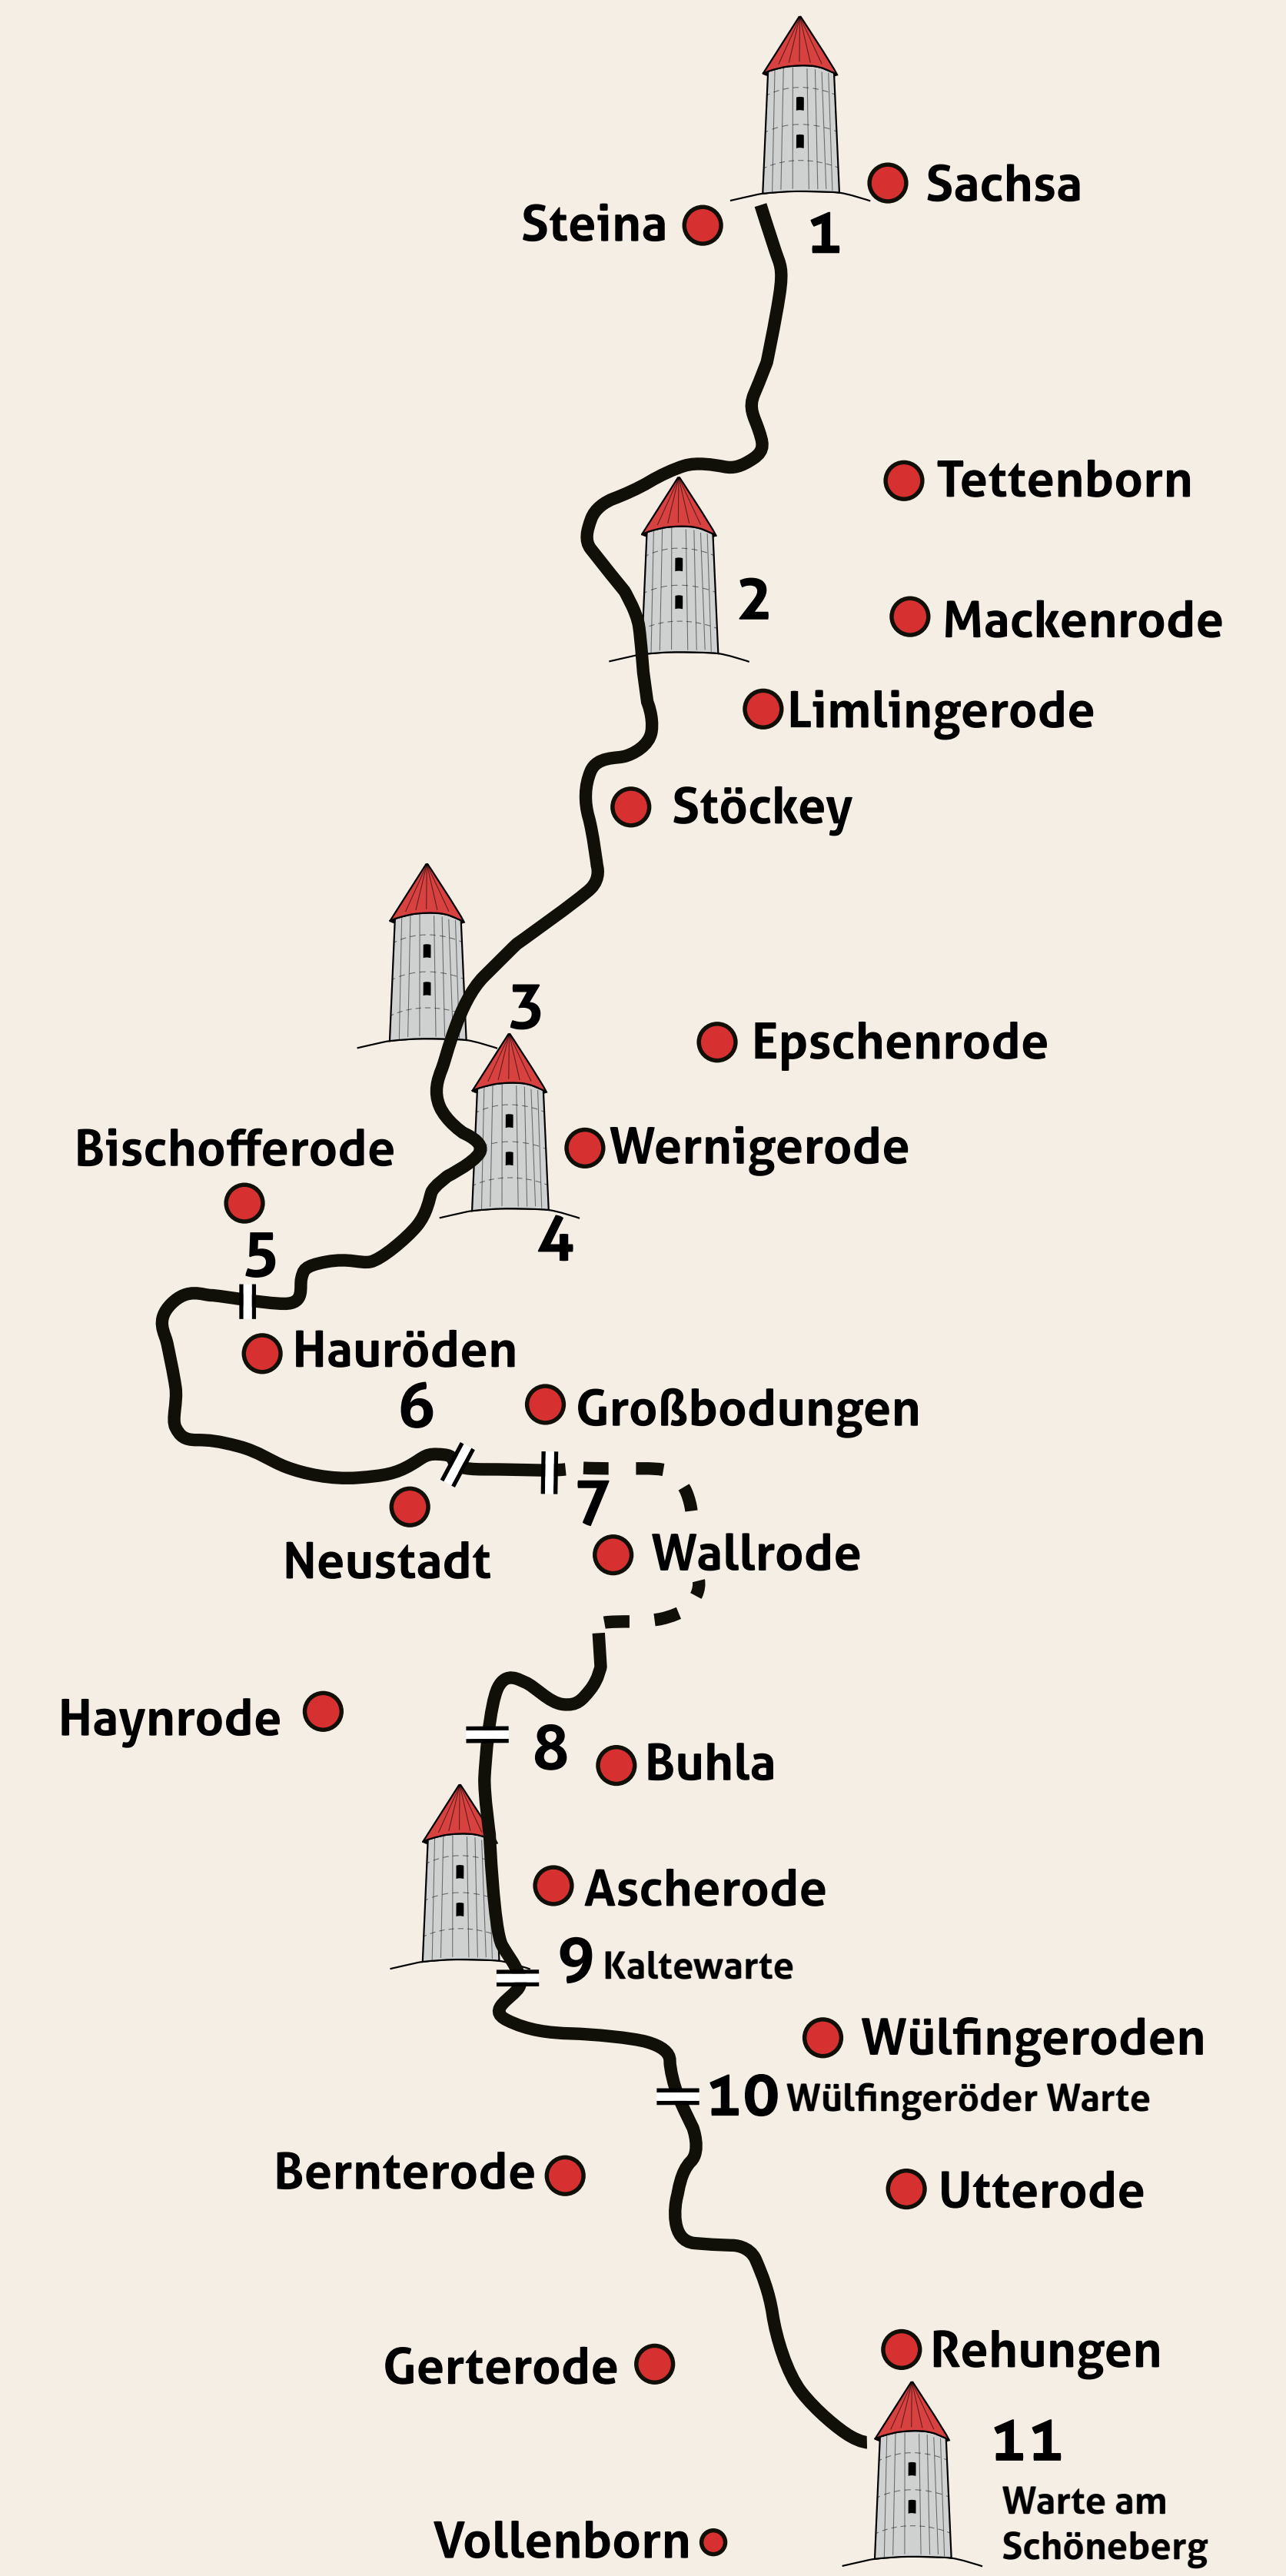 Sachsa
Steina
1
Tettenborn
2
Mackenrode
Limlingerode
Stöckey
3
Epschenrode
Bischofferode
Wernigerode
4
5
Hauröden
6
Großbodungen
7
Wallrode
Neustadt
Haynrode
8
Buhla
Ascherode
9 Kaltewarte
Wülfingeroden
10 Wülfingeröder Warte
Bernterode
Utterode
Rehungen
Gerterode
11
Warte am
Schöneberg
Vollenborn